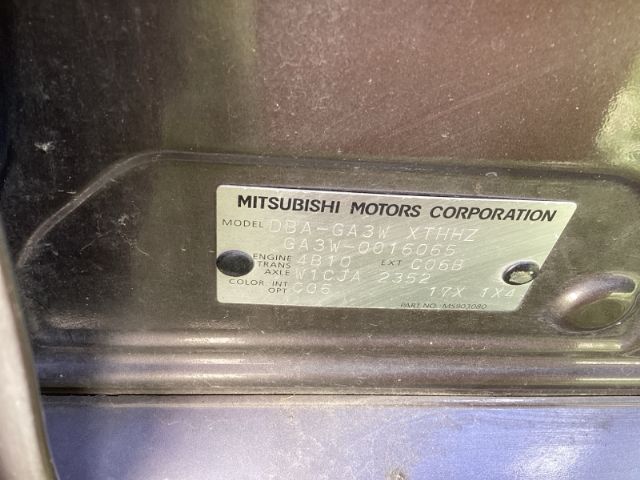 MITSUBISHI MOTORS CORPORATION
MODEL DBA-GA3W XTHHZ
GA3W-0016065
ENGINE 4B10 EXT C06B
TRANS AXLE W1CJA 2352
COLOR, INT OPT C06 17X 1X4
PART NO.-MS903080